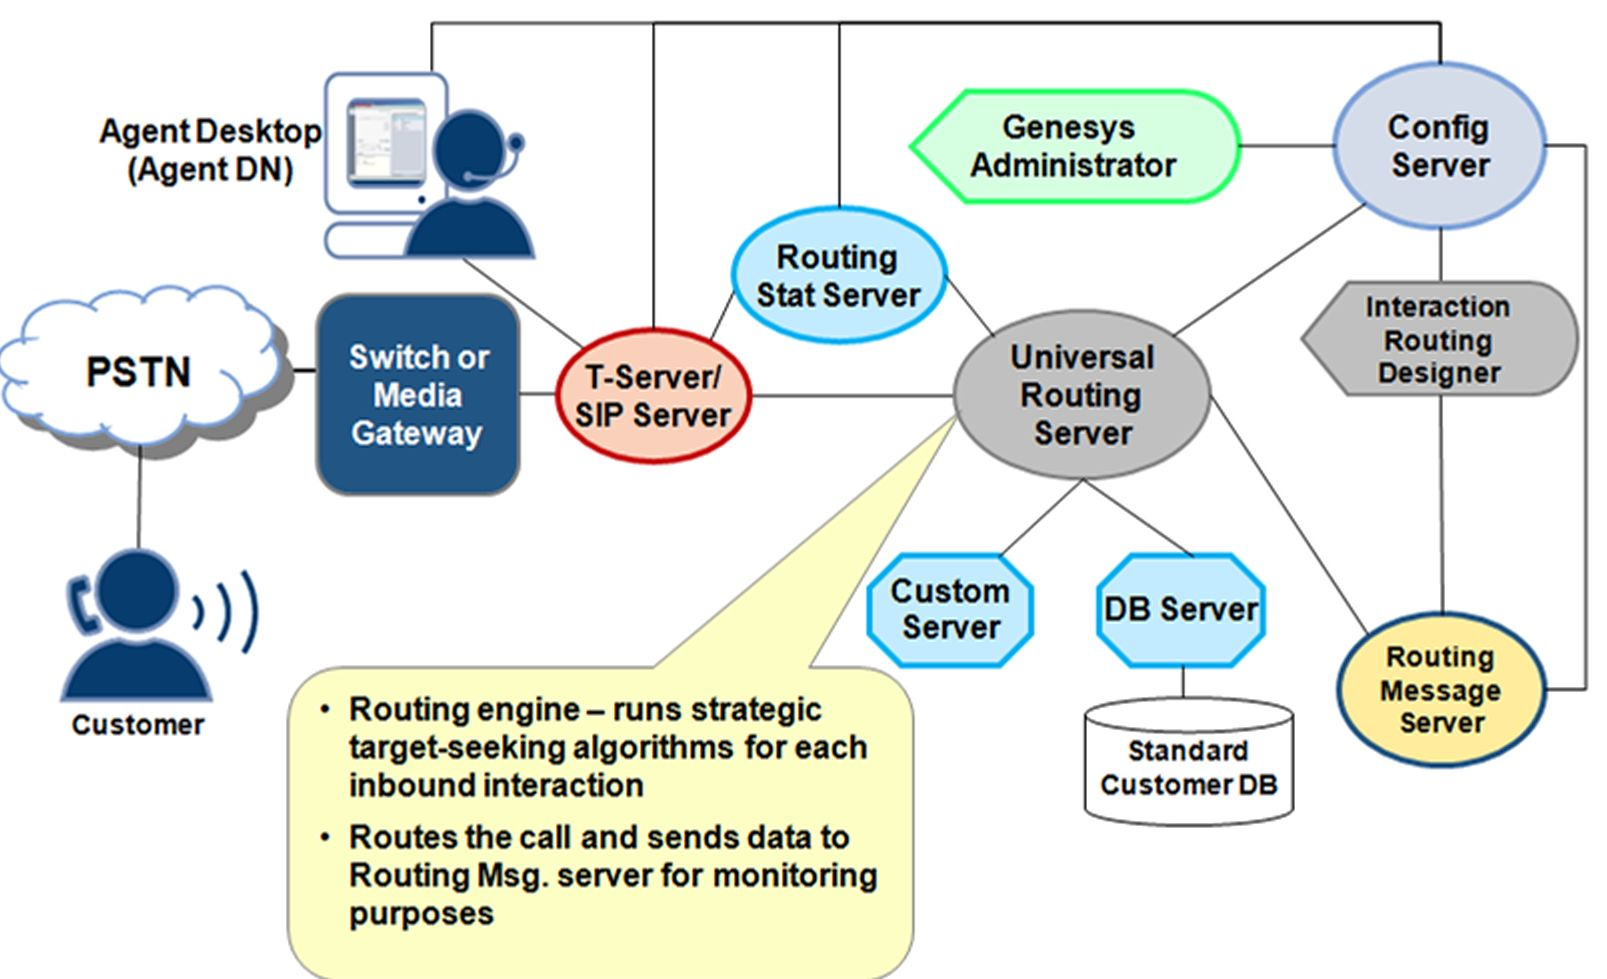 Agent Desktop
(Agent DN)
Genesys
Administrator
Config
Server
Routing
Stat Server
PSTN
Switch or
Media
Gateway
T-Server/
SIP Server
Universal
Routing
Server
Interaction
Routing
Designer
Customer
Custom
Server
DB Server
Standard
Customer DB
Routing
Message
Server
• Routing engine – runs strategic
target-seeking algorithms for each
inbound interaction
• Routes the call and sends data to
Routing Msg. server for monitoring
purposes